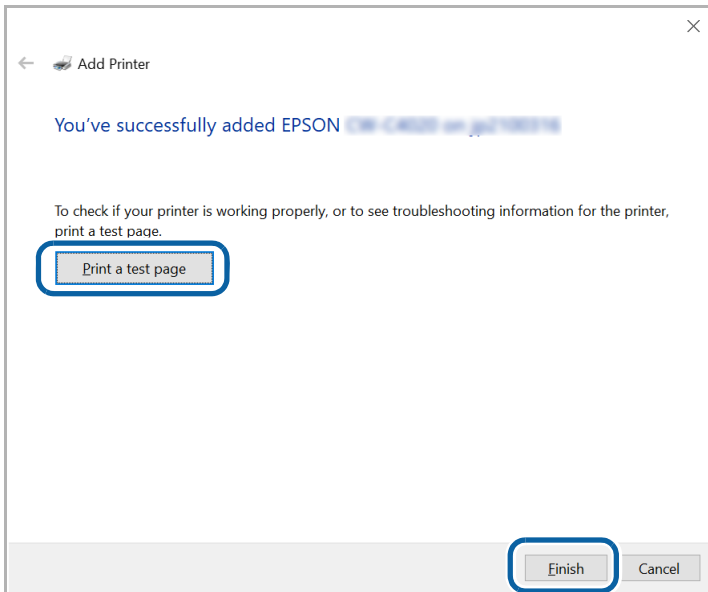 Add Printer
You've successfully added EPSON
To check if your printer is working properly, or to see troubleshooting information for the printer,
print a test page.
Print a test page
Finish
Cancel